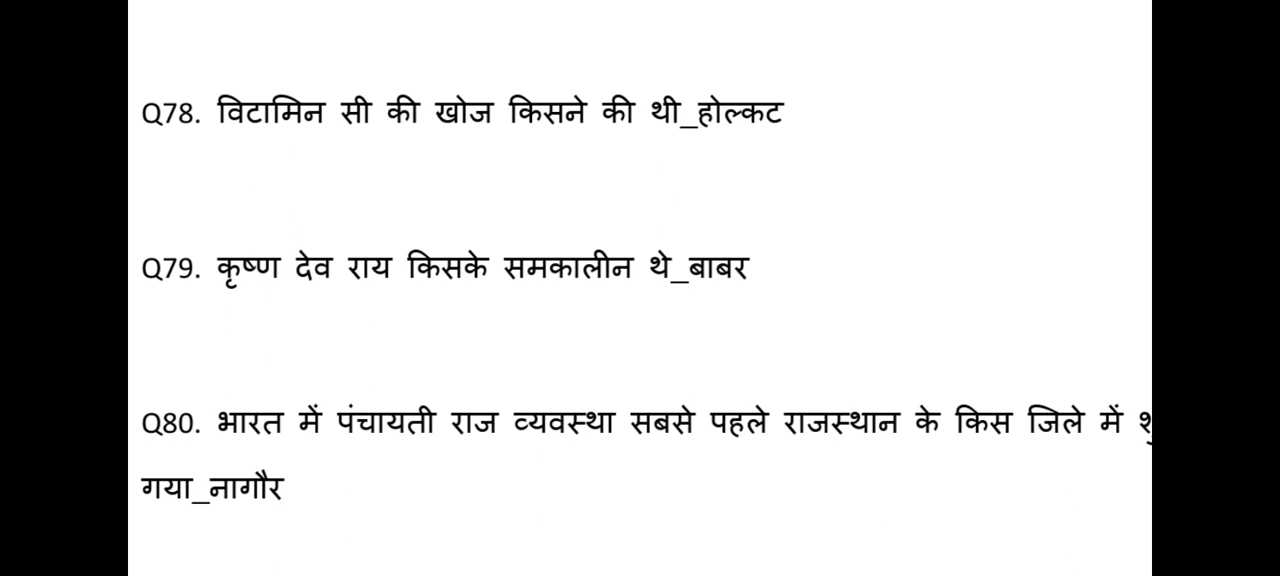 Q78. विटामिन सी की खोज किसने की थी_होल्कट
Q79. कृष्ण देव राय किसके समकालीन थे_बाबर
Q80. भारत में पंचायती राज व्यवस्था सबसे पहले राजस्थान के किस जिले में
गया_नागौर